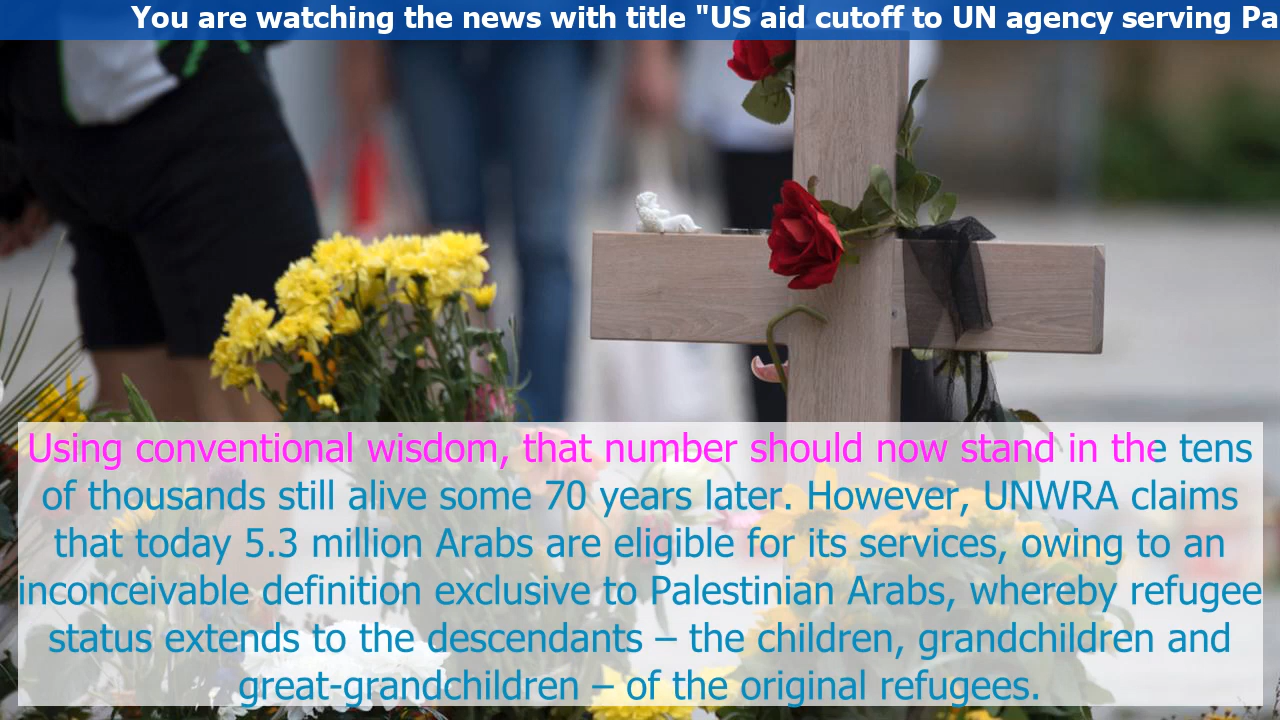 You are watching the news with title "US aid cutoff to UN agency serving Pa
Using conventional wisdom, that number should now stand in the tens
of thousands still alive some 70 years later. However, UNWRA claims
that today 5.3 million Arabs are eligible for its services, owing to an
inconceivable definition exclusive to Palestinian Arabs, whereby refugee
status extends to the descendants – the children, grandchildren and
great-grandchildren – of the original refugees.